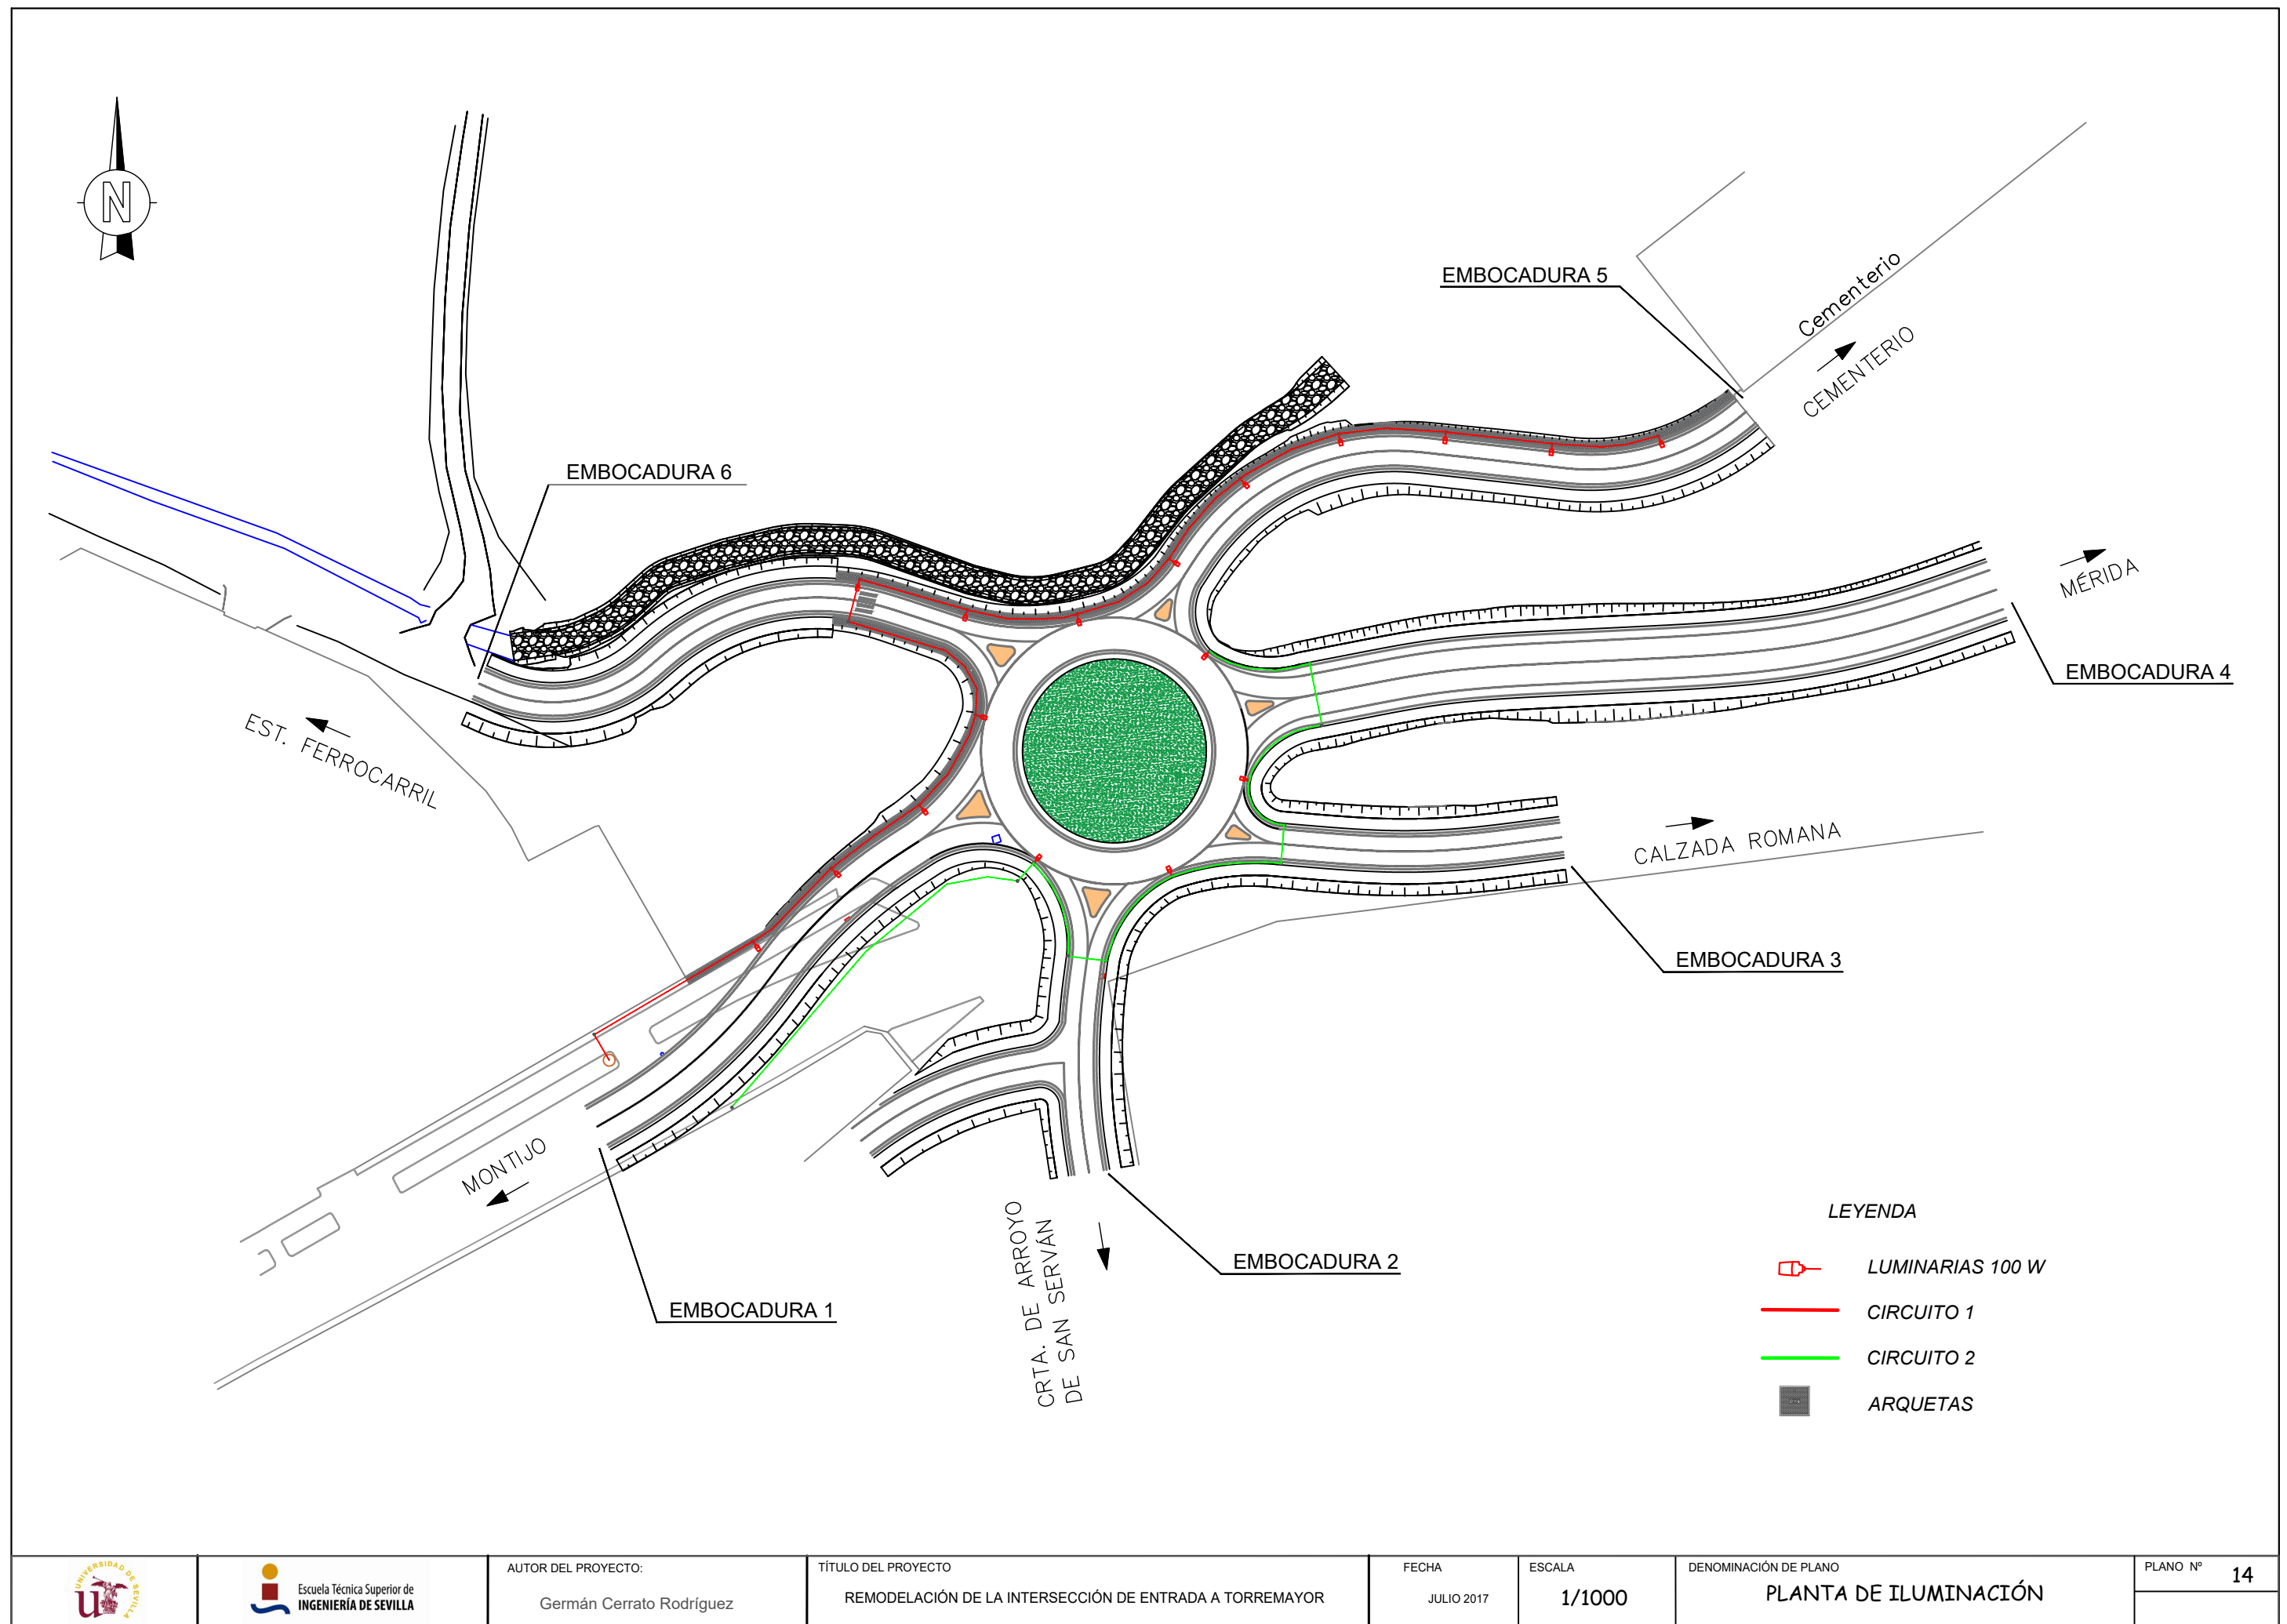 N
EMBOCADURA 5
Cementerio
CEMENTERIO
EMBOCADURA 6
MÉRIDA
EMBOCADURA 4
EST. FERROCARRIL
CALZADA ROMANA
EMBOCADURA 3
MONTIJO
CRTA. DE ARROYO
DE SAN SERVÁN
EMBOCADURA 2
EMBOCADURA 1
LEYENDA
LUMINARIAS 100 W
CIRCUITO 1
CIRCUITO 2
ARQUETAS
UNIVERSIDAD DE SEVILLA
Escuela Técnica Superior de
INGENIERÍA DE SEVILLA
AUTOR DEL PROYECTO:
Germán Cerrato Rodríguez
TÍTULO DEL PROYECTO
REMODELACIÓN DE LA INTERSECCIÓN DE ENTRADA A TORREMAYOR
FECHA
JULIO 2017
ESCALA
1/1000
DENOMINACIÓN DE PLANO
PLANTA DE ILUMINACIÓN
PLANO Nº
14